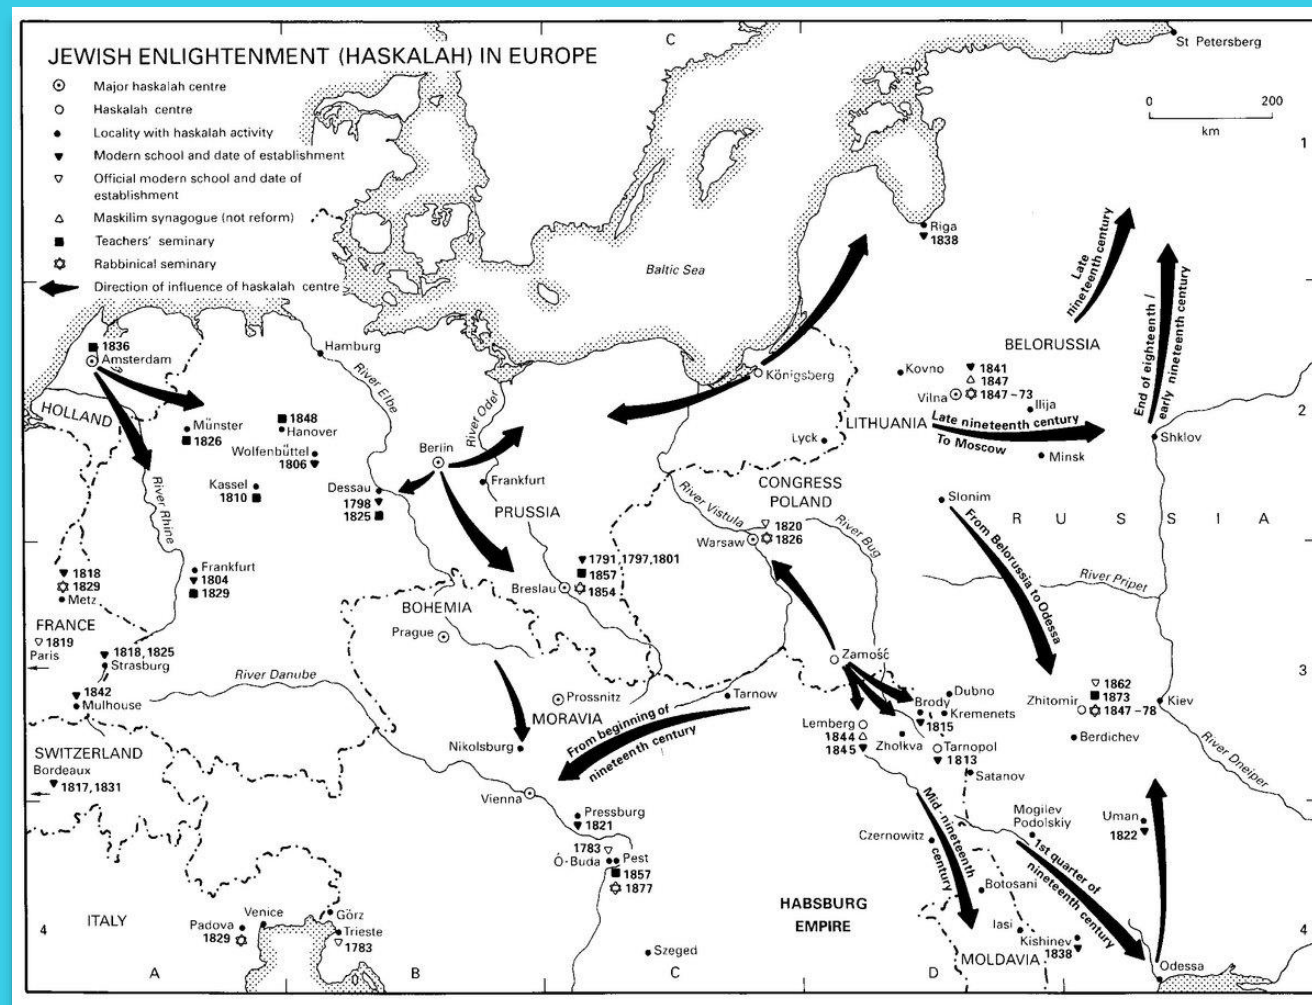 JEWISH ENLIGHTENMENT (HASKALAH) IN EUROPE
Major haskalah centre
Haskalah centre
Locality with haskalah activity
Modern school and date of establishment
Official modern school and date of
establishment
Maskilim synagogue (not reform)
Teachers' seminary
Rabbinical seminary
Direction of influence of haskalah centre
C
St Petersberg
0 200
km
1
Riga
1838
Baltic Sea
Late
nineteenth century
End of eighteenth /
early nineteenth century
BELORUSSIA
1836
Amsterdam
HOLLAND
Hamburg
River Elbe
River Oder
Königsberg
Kovno
1841
1847
Vilna
1847-73
Ilija
2
LITHUANIA
Late nineteenth century
To Moscow
Minsk
Shklov
Lyck
Münster
1826
1848
Hanover
Wolfenbüttel
1806
Kassel
1810
River Rhine
Berlin
Dessau
1798
1825
Frankfurt
PRUSSIA
CONGRESS
POLAND
River Vistula
1820
1826
Warsaw
River Bug
Slonim
RUSSIA
From Belorussia to Odessa
River Pripet
1818
1829
Metz
Frankfurt
1804
1829
1791, 1797, 1801
1857
Breslau
1854
BOHEMIA
Prague
FRANCE
1819
Paris
1818, 1825
Strasburg
1842
Mulhouse
River Danube
Prossnitz
MORAVIA
Nikolsburg
From beginning of
nineteenth century
Tarnow
Zamość
Dubno
Brody
1815
Kremenets
Lemberg
1844
1845
Zholkva
Tarnopol
1813
Satanov
3
1862
1873
Zhitomir
1847-78
Kiev
Berdichev
River Dneiper
SWITZERLAND
Bordeaux
1817, 1831
Vienna
Pressburg
1821
1783
Ó-Buda
Pest
1857
1877
Czernowitz
Mid-nineteenth
century
Mogilev
Podolskiy
Uman
1822
1st quarter of
nineteenth century
Botosani
Iasi
Kishinev
1838
MOLDAVIA
Odessa
HABSBURG
EMPIRE
Szeged
4
ITALY
Padova
1829
Venice
Görz
Trieste
1783
4
A
B
C
D